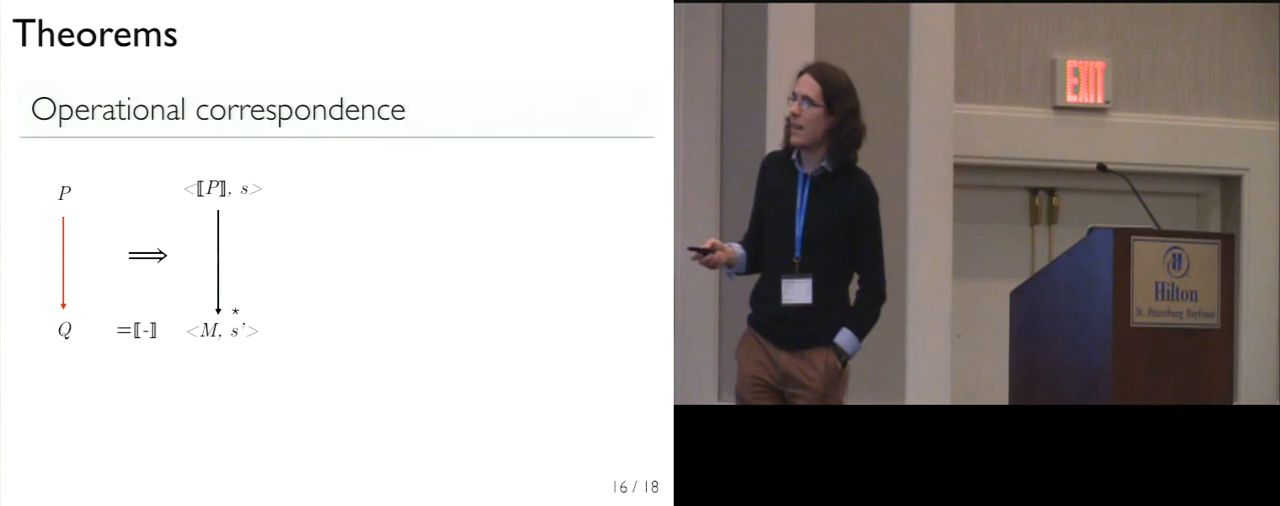 Theorems
Operational correspondence
P
<⟦P⟧, s>
⟹
*
Q
=⟦-⟧
<M, s'>
16 / 18
EXIT
Hilton
St. Petersburg Bayfront